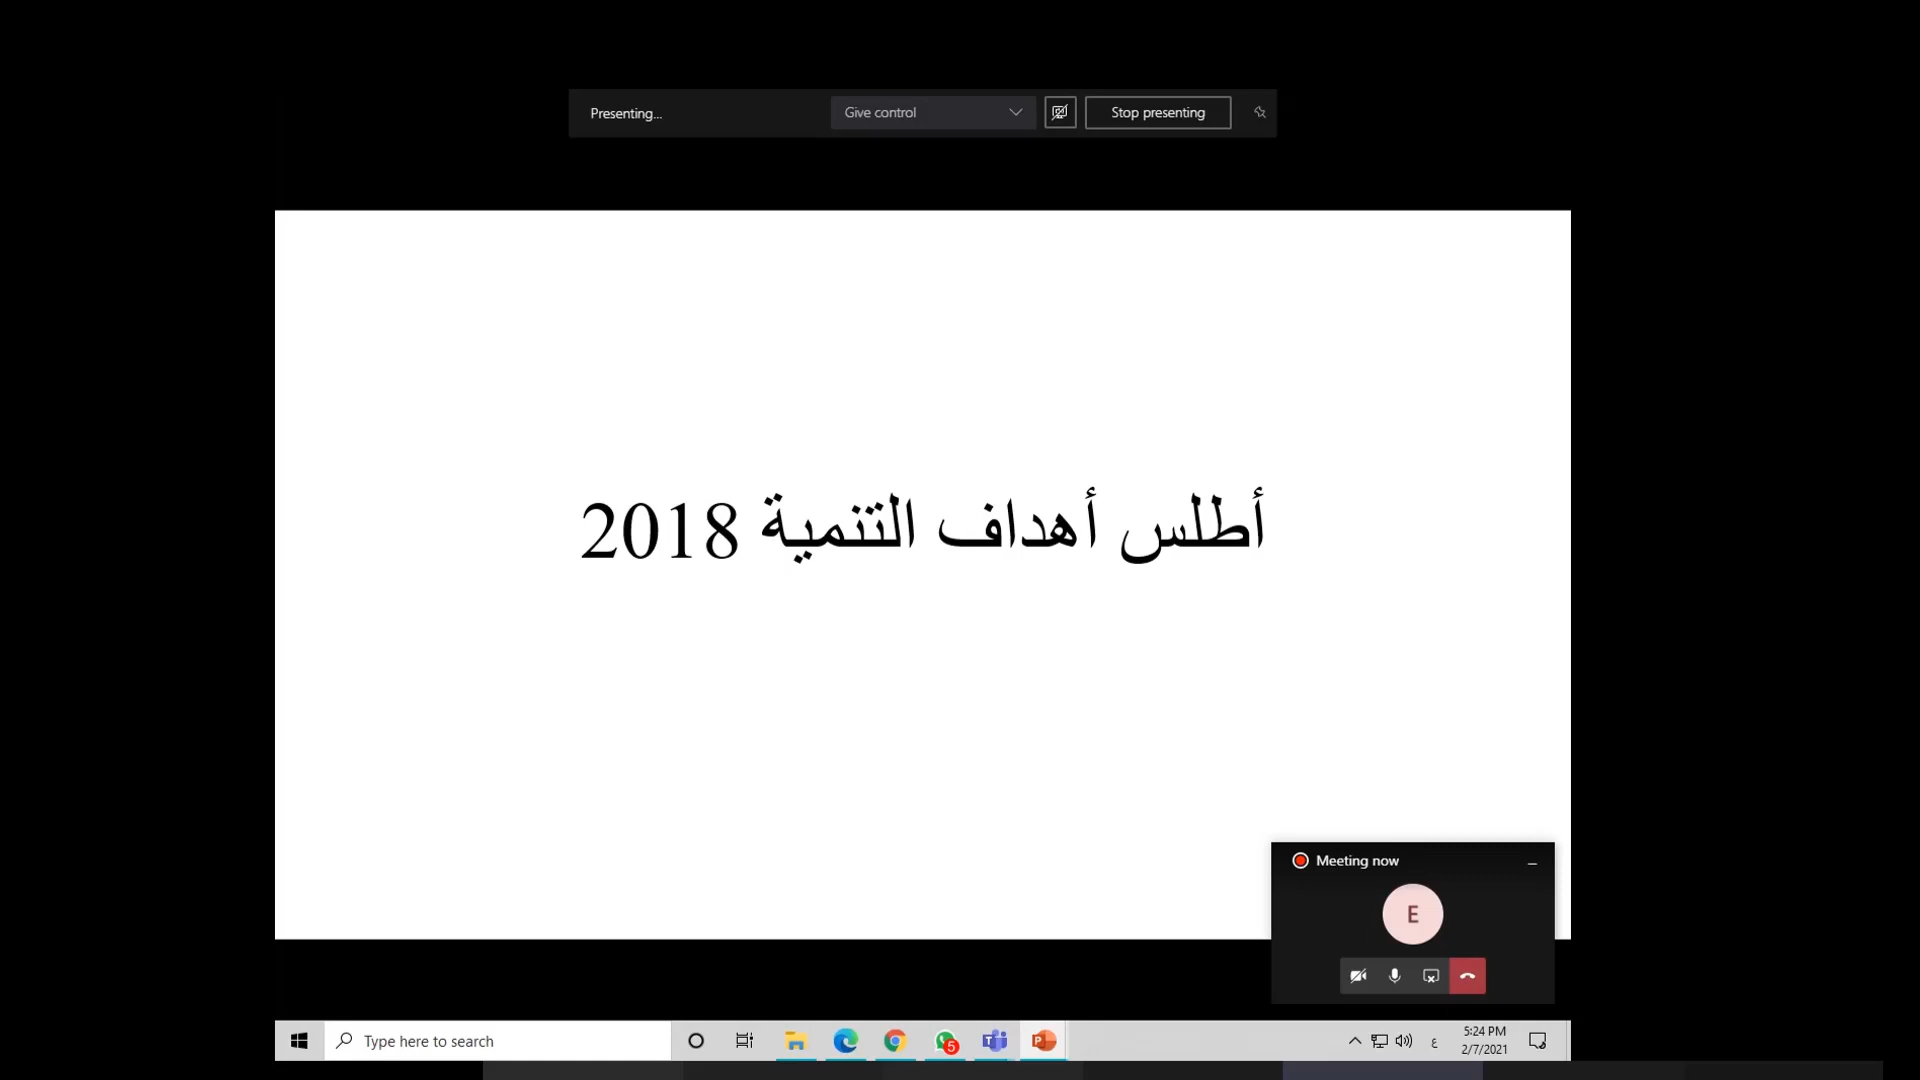 Presenting...
Give control
Stop presenting
أطلس أهداف التنمية 2018
Meeting now
E
Type here to search
5
T
P
ع
5:24 PM
2/7/2021